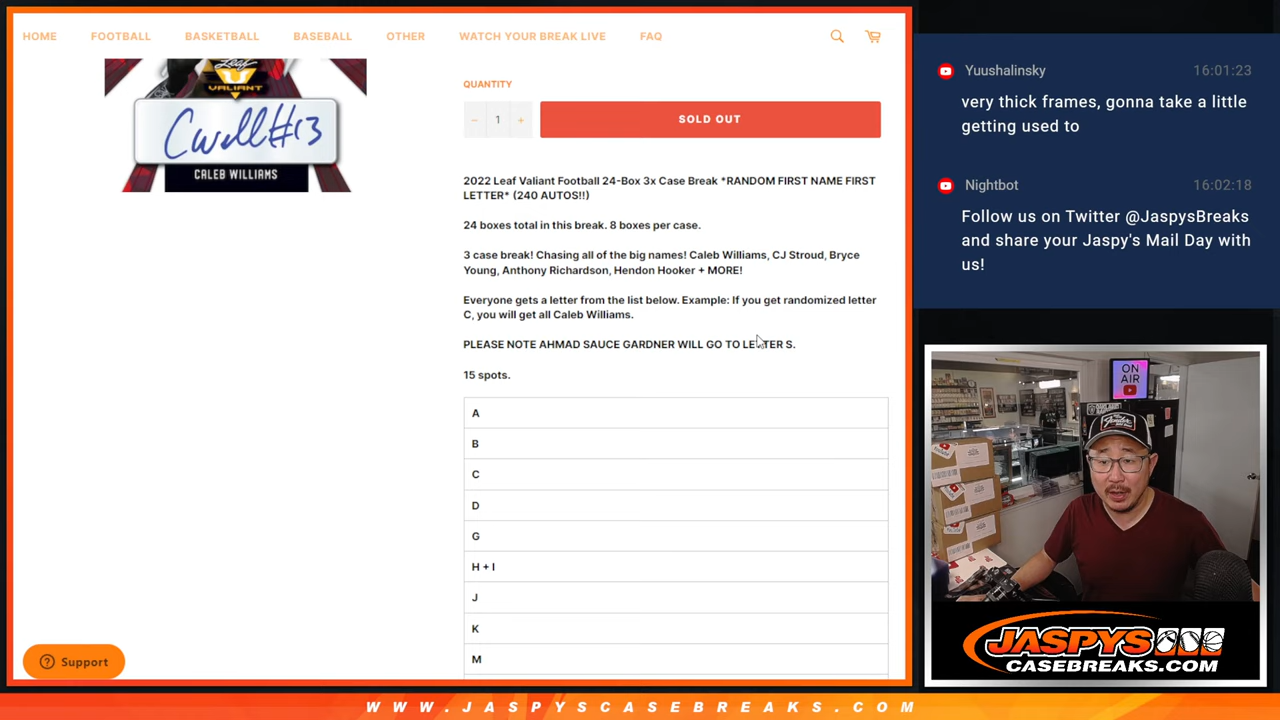 HOME FOOTBALL BASKETBALL BASEBALL OTHER WATCH YOUR BREAK LIVE FAQ
Leaf
VALIANT
Cwill#13
CALEB WILLIAMS
QUANTITY
− 1 + SOLD OUT
2022 Leaf Valiant Football 24-Box 3x Case Break *RANDOM FIRST NAME FIRST
LETTER* (240 AUTOS!!)
24 boxes total in this break. 8 boxes per case.
3 case break! Chasing all of the big names! Caleb Williams, CJ Stroud, Bryce
Young, Anthony Richardson, Hendon Hooker + MORE!
Everyone gets a letter from the list below. Example: If you get randomized letter
C, you will get all Caleb Williams.
PLEASE NOTE AHMAD SAUCE GARDNER WILL GO TO LETTER S.
15 spots.
A
B
C
D
G
H + I
J
K
M
Support
Yuushalinsky 16:01:23
very thick frames, gonna take a little
getting used to
Nightbot 16:02:18
Follow us on Twitter @JaspysBreaks
and share your Jaspy's Mail Day with
us!
ON
AIR
Fender
JASPYS
CASEBREAKS.COM
WWW.JASPYSCASEBREAKS.COM